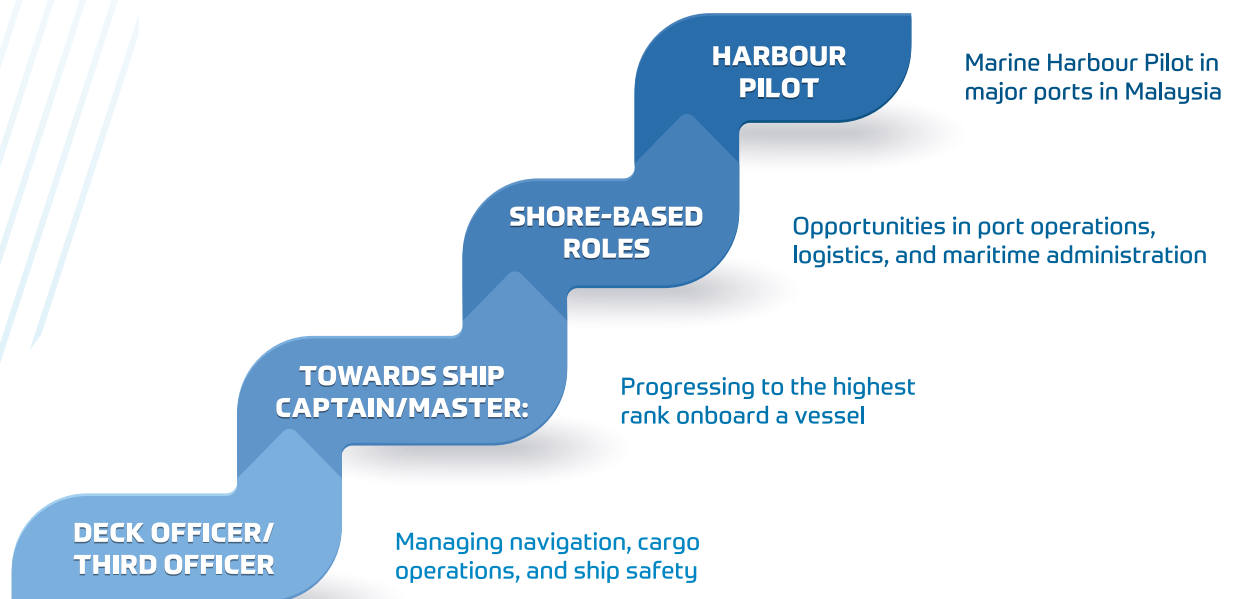 HARBOUR
PILOT
Marine Harbour Pilot in
major ports in Malaysia
SHORE-BASED
ROLES
Opportunities in port operations,
logistics, and maritime administration
TOWARDS SHIP
CAPTAIN/MASTER:
Progressing to the highest
rank onboard a vessel
DECK OFFICER/
THIRD OFFICER
Managing navigation, cargo
operations, and ship safety